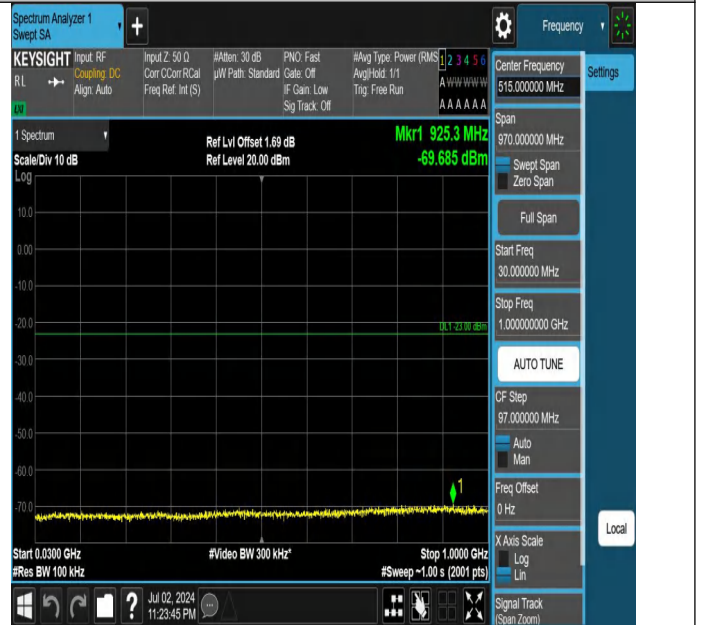 Spectrum Analyzer 1
Swept SA
+
Frequency
KEYSIGHT
RL
LXI
Input: RF
Coupling: DC
Align: Auto
Input Z: 50 Ω
Corr CCorr RCal
Freq Ref: Int (S)
#Atten: 30 dB
µW Path: Standard
PNO: Fast
Gate: Off
IF Gain: Low
Sig Track: Off
#Avg Type: Power (RMS
Avg|Hold: 1/1
Trig: Free Run
1 2 3 4 5 6
A W W W W W
A A A A A A
1 Spectrum
Scale/Div 10 dB
Log
Ref Lvl Offset 1.69 dB
Ref Level 20.00 dBm
Mkr1 925.3 MHz
-69.685 dBm
10.0
0.00
-10.0
-20.0
-30.0
-40.0
-50.0
-60.0
-70.0
DL1 -23.00 dBm
1
Start 0.0300 GHz
#Res BW 100 kHz
#Video BW 300 kHz*
Stop 1.0000 GHz
#Sweep ~1.00 s (2001 pts)
Center Frequency
515.000000 MHz
Span
970.000000 MHz
Swept Span
Zero Span
Full Span
Start Freq
30.000000 MHz
Stop Freq
1.000000000 GHz
AUTO TUNE
CF Step
97.000000 MHz
Auto
Man
Freq Offset
0 Hz
X Axis Scale
Log
Lin
Signal Track
(Span Zoom)
Settings
Local
?
Jul 02, 2024
11:23:45 PM